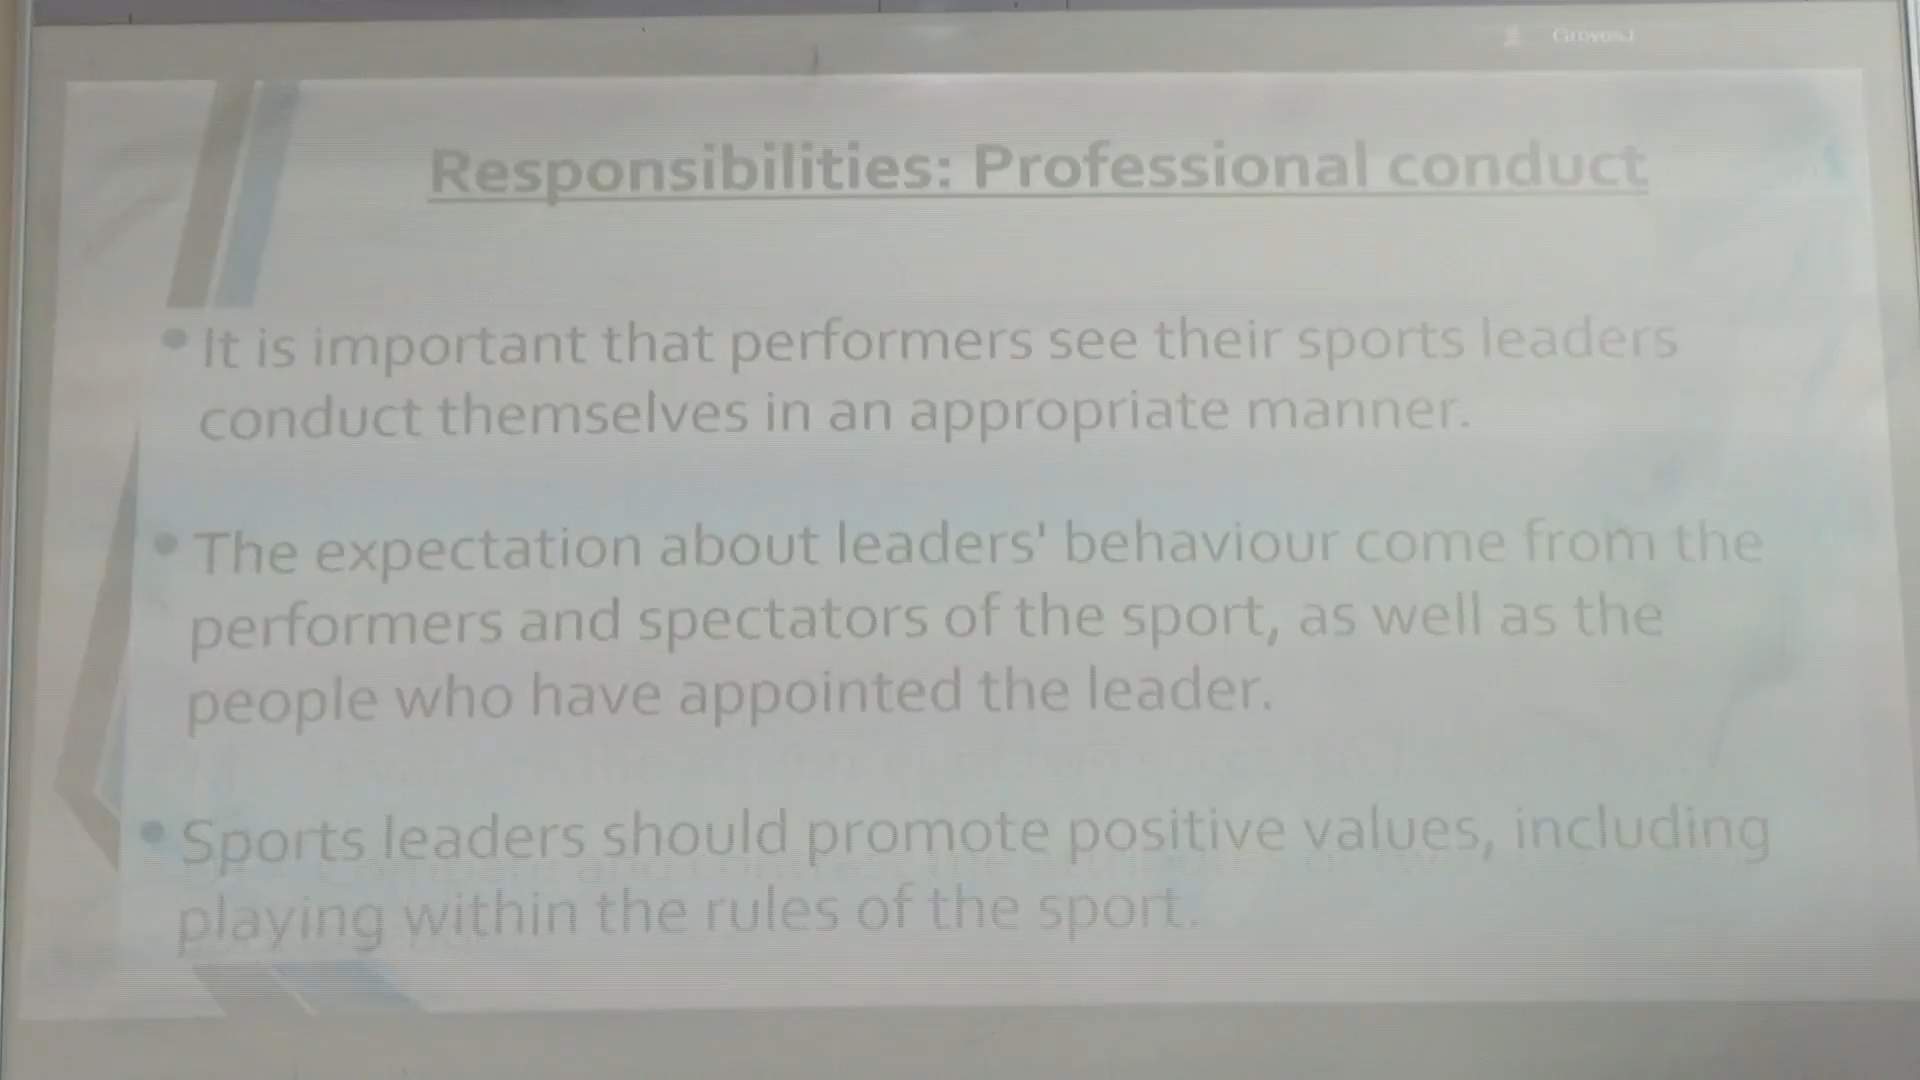 Responsibilities: Professional conduct
• It is important that performers see their sports leaders
conduct themselves in an appropriate manner.
• The expectation about leaders' behaviour come from the
performers and spectators of the sport, as well as the
people who have appointed the leader.
• Sports leaders should promote positive values, including
playing within the rules of the sport.